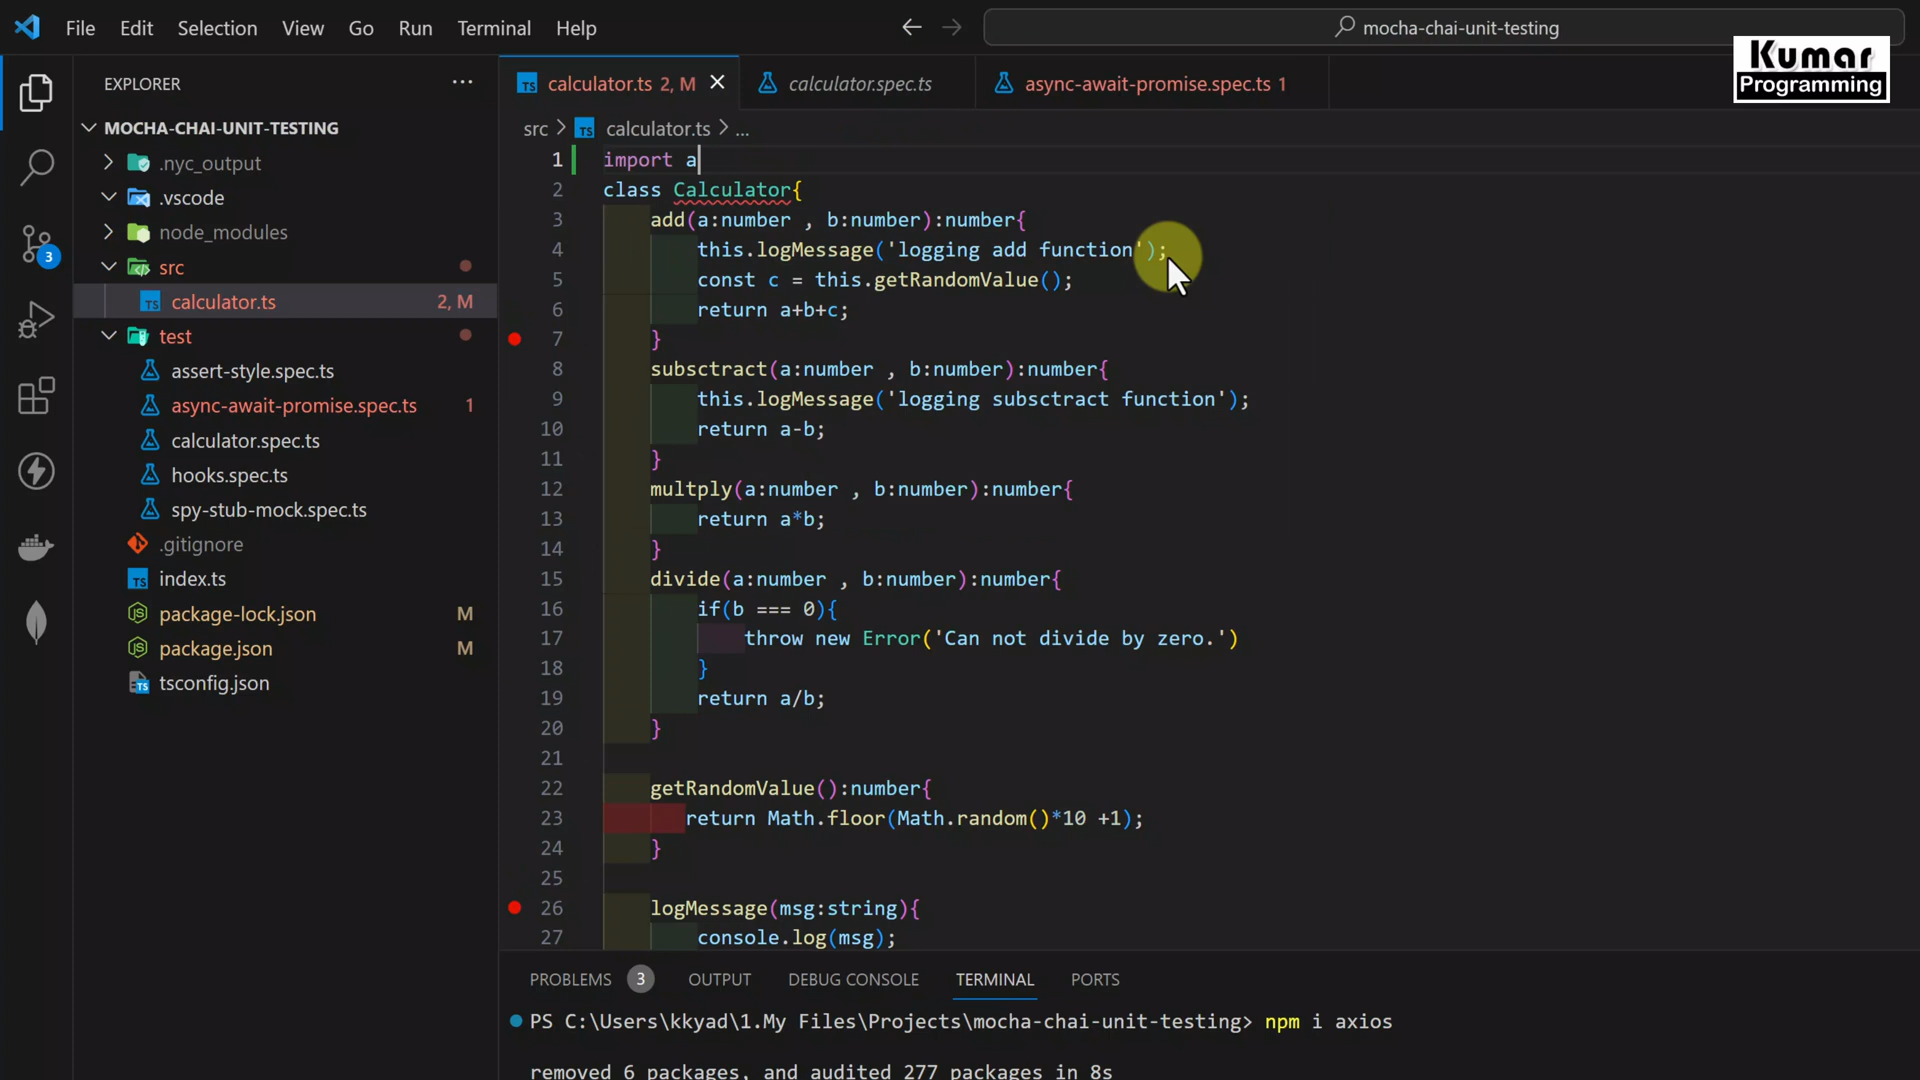 File Edit Selection View Go Run Terminal Help
mocha-chai-unit-testing
Kumar
Programming
EXPLORER
MOCHA-CHAI-UNIT-TESTING
.nyc_output
.vscode
node_modules
src
calculator.ts 2, M
test
assert-style.spec.ts
async-await-promise.spec.ts 1
calculator.spec.ts
hooks.spec.ts
spy-stub-mock.spec.ts
.gitignore
index.ts
package-lock.json M
package.json M
tsconfig.json
3
calculator.ts 2, M
calculator.spec.ts
async-await-promise.spec.ts 1
src > calculator.ts > ...
1 import a
2 class Calculator{
3 add(a:number , b:number):number{
4 this.logMessage('logging add function');
5 const c = this.getRandomValue();
6 return a+b+c;
7 }
8 subsctract(a:number , b:number):number{
9 this.logMessage('logging subsctract function');
10 return a-b;
11 }
12 multply(a:number , b:number):number{
13 return a*b;
14 }
15 divide(a:number , b:number):number{
16 if(b === 0){
17 throw new Error('Can not divide by zero.')
18 }
19 return a/b;
20 }
21
22 getRandomValue():number{
23 return Math.floor(Math.random()*10 +1);
24 }
25
26 logMessage(msg:string){
27 console.log(msg);
PROBLEMS 3 OUTPUT DEBUG CONSOLE TERMINAL PORTS
PS C:\Users\kkyad\1.My Files\Projects\mocha-chai-unit-testing> npm i axios
removed 6 packages, and audited 277 packages in 8s